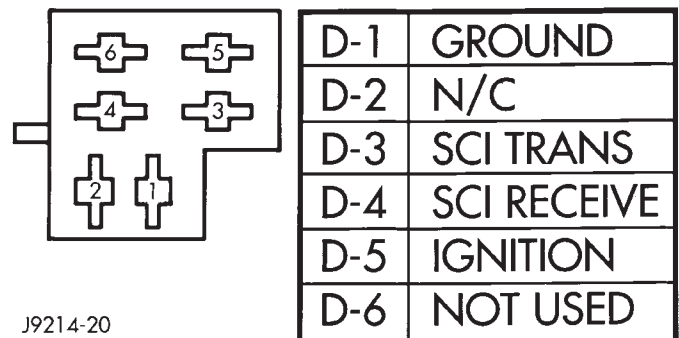 6 5
4 3
2 1
J9214-20
D-1 GROUND
D-2 N/C
D-3 SCI TRANS
D-4 SCI RECEIVE
D-5 IGNITION
D-6 NOT USED